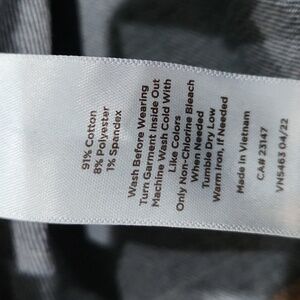 91% Cotton
8% Polyester
1% Spandex
Wash Before Wearing
Turn Garment Inside Out
Machine Wash Cold With
Like Colors
Only Non-Chlorine Bleach
When Needed
Tumble Dry Low
Warm Iron, If Needed
Made in Vietnam
CA# 23147
VN5463 04/22